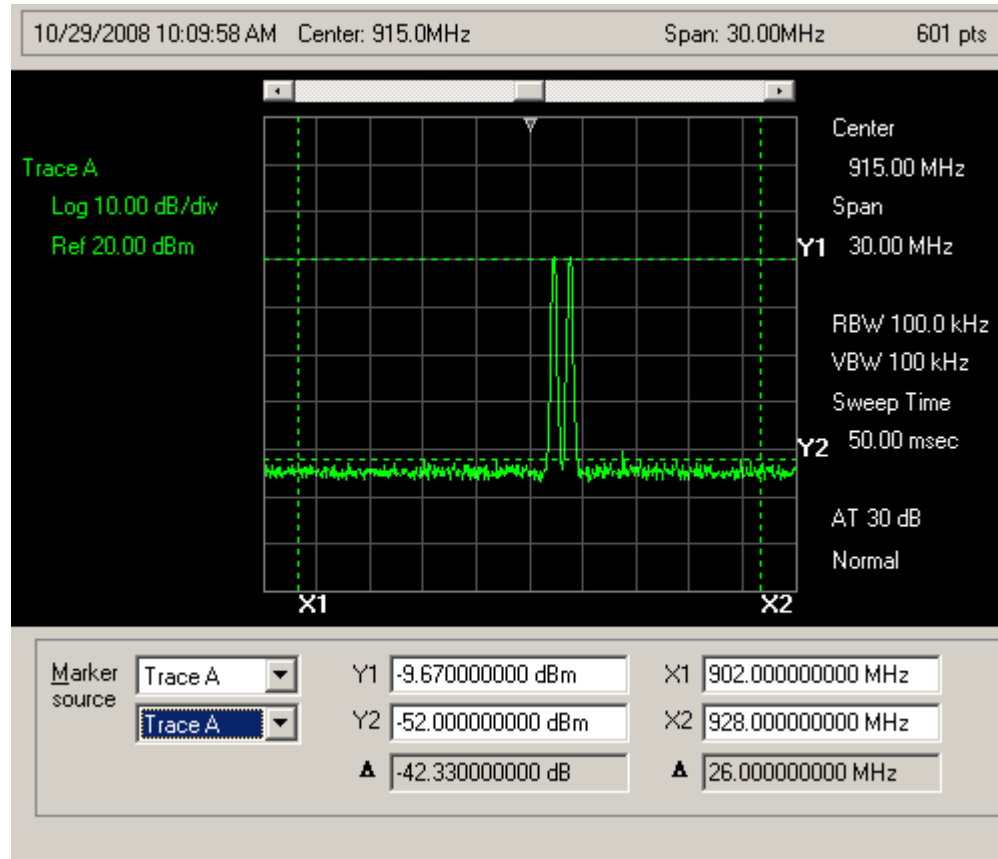 10/29/2008 10:09:58 AM Center: 915.0MHz Span: 30.00MHz 601 pts
Trace A
Log 10.00 dB/div
Ref 20.00 dBm
Center
915.00 MHz
Span
Y1 30.00 MHz
RBW 100.0 kHz
VBW 100 kHz
Sweep Time
Y2 50.00 msec
AT 30 dB
Normal
X1 X2
Marker source Trace A Y1 -9.670000000 dBm X1 902.000000000 MHz
Trace A Y2 -52.000000000 dBm X2 928.000000000 MHz
Δ -42.330000000 dB Δ 26.000000000 MHz